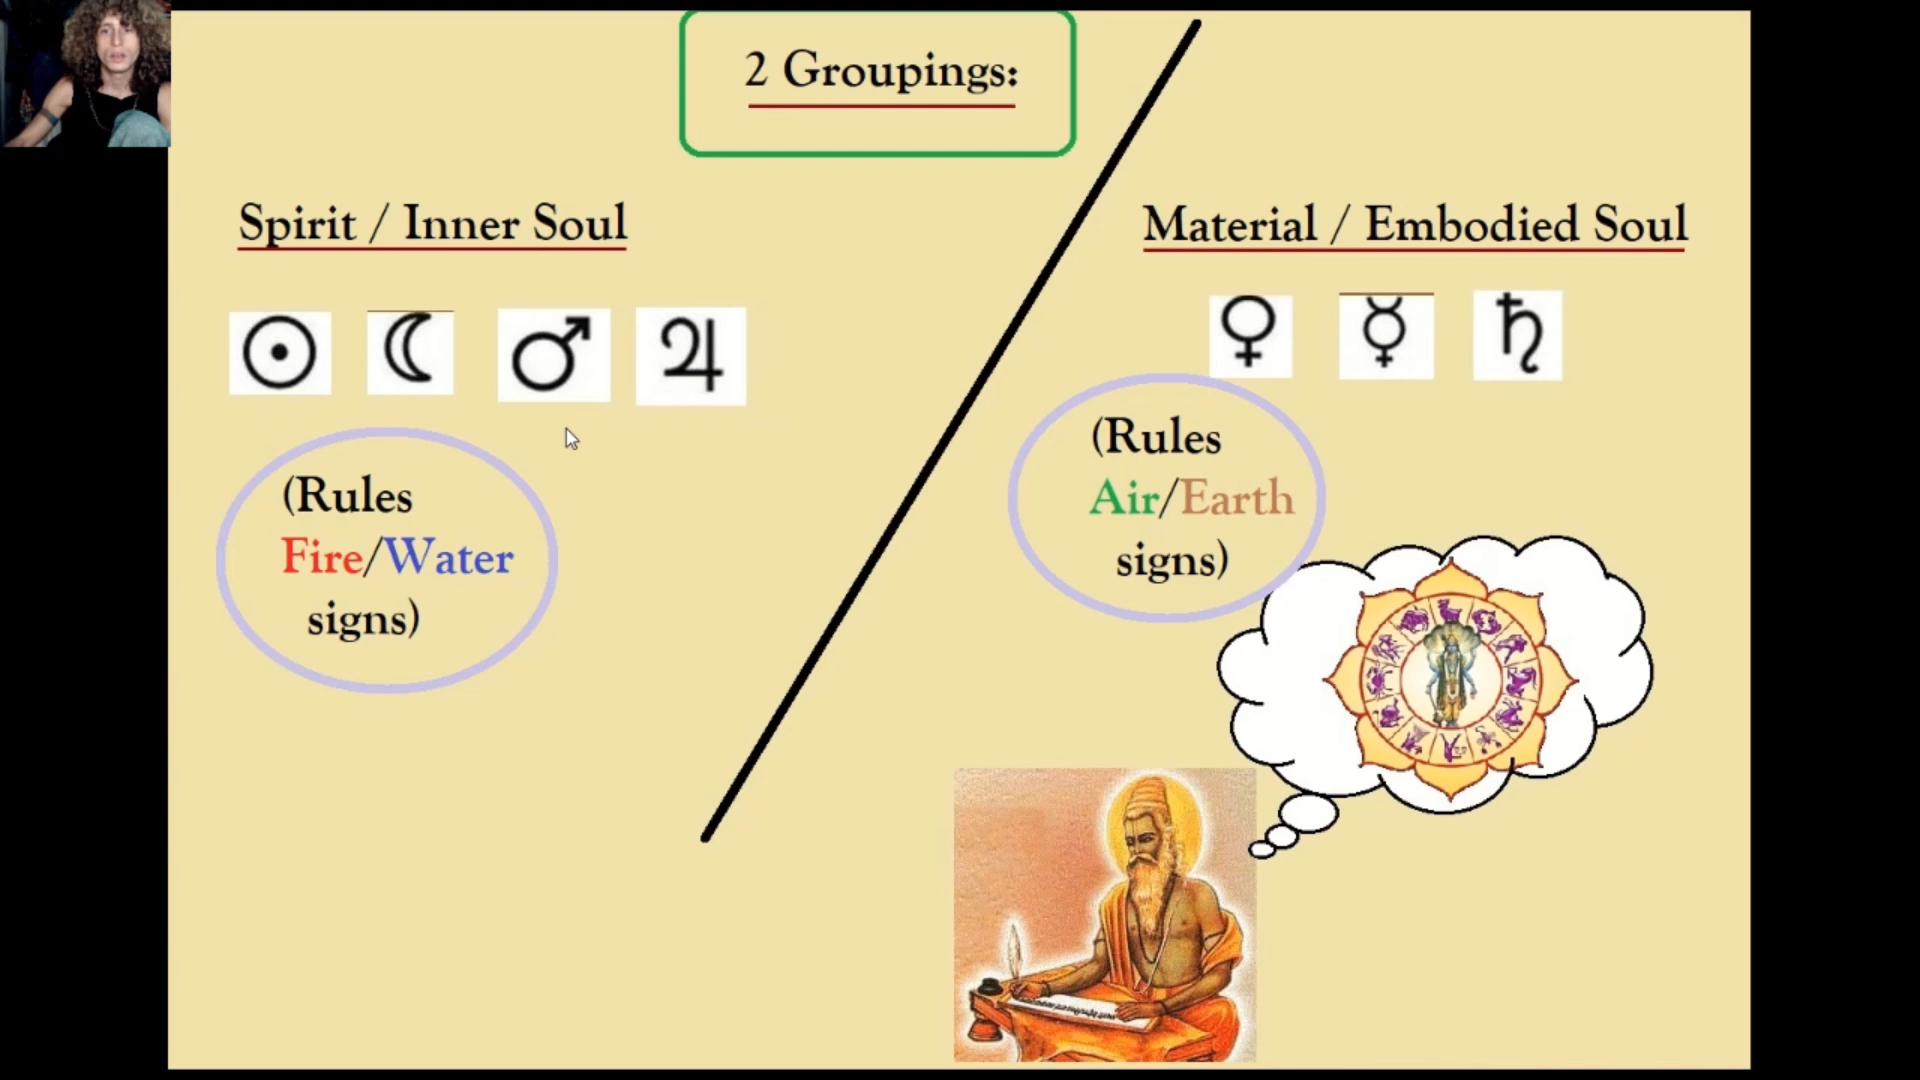 2 Groupings:
Spirit / Inner Soul
Material / Embodied Soul
(Rules
Fire/Water
signs)
(Rules
Air/Earth
signs)